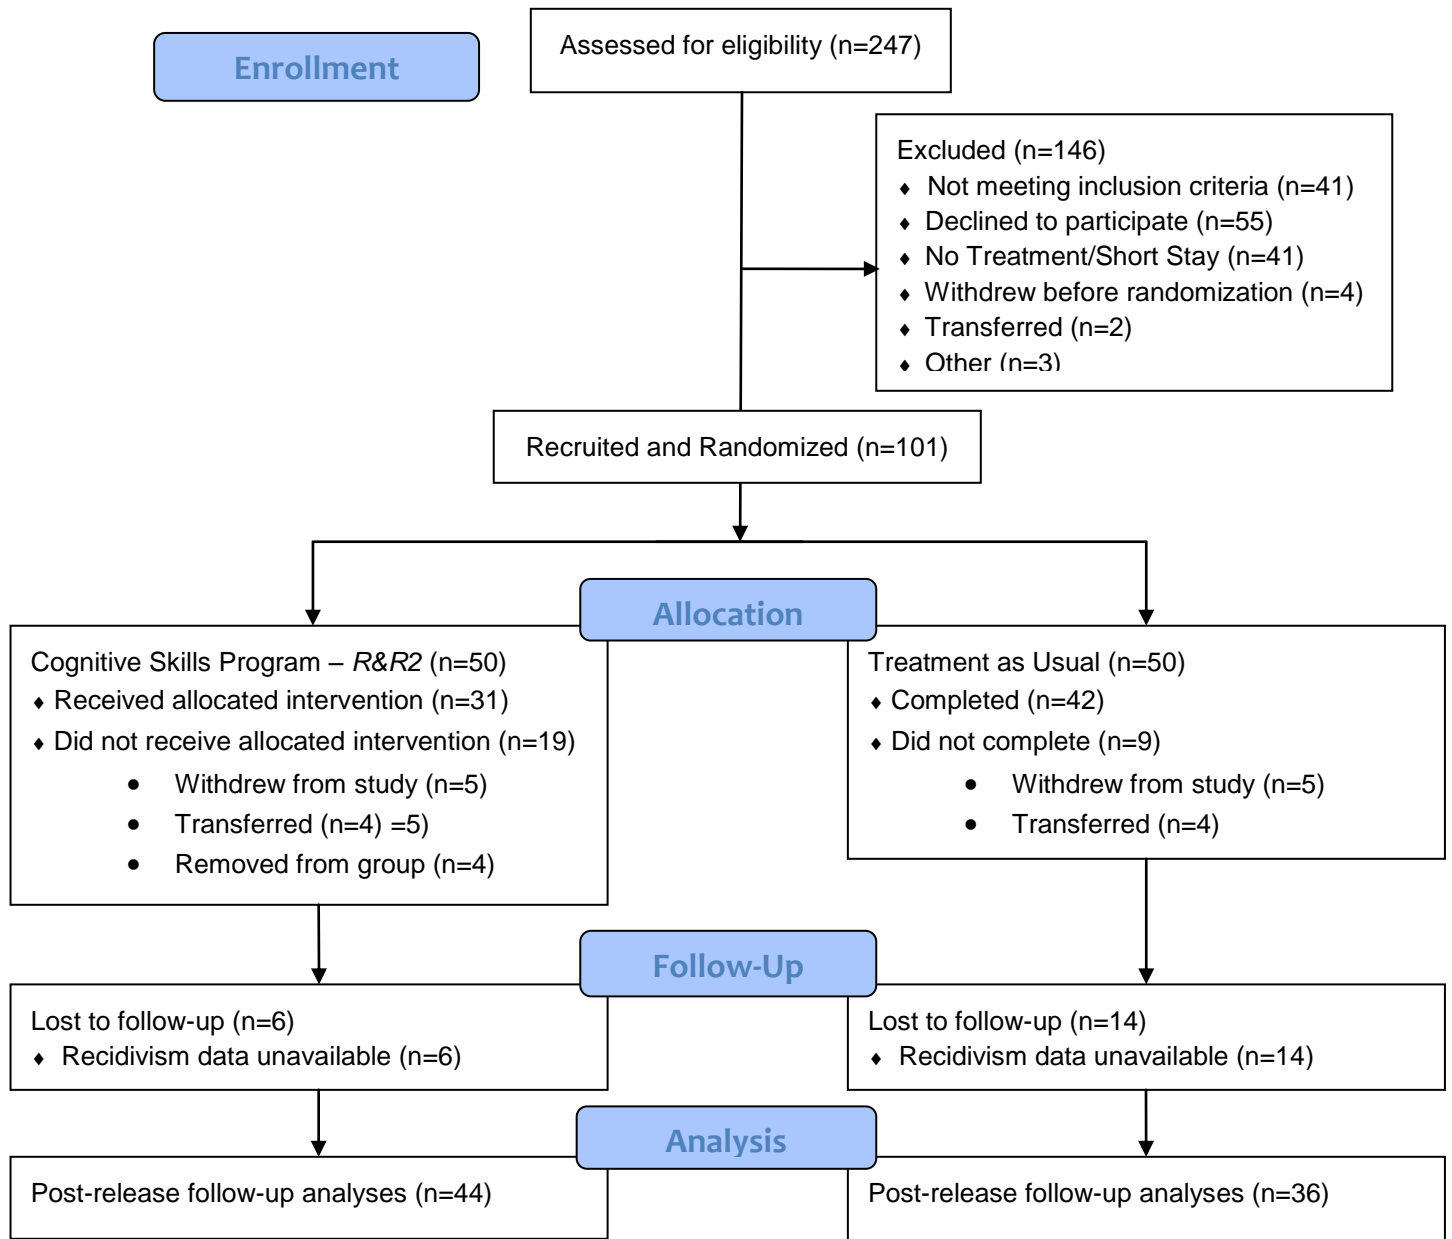 Enrollment
Assessed for eligibility (n=247)
Excluded (n=146)
♦ Not meeting inclusion criteria (n=41)
♦ Declined to participate (n=55)
♦ No Treatment/Short Stay (n=41)
♦ Withdrew before randomization (n=4)
♦ Transferred (n=2)
♦ Other (n=3)
Recruited and Randomized (n=101)
Allocation
Cognitive Skills Program – R&R2 (n=50)
♦ Received allocated intervention (n=31)
♦ Did not receive allocated intervention (n=19)
• Withdrew from study (n=5)
• Transferred (n=4) =5)
• Removed from group (n=4)
Treatment as Usual (n=50)
♦ Completed (n=42)
♦ Did not complete (n=9)
• Withdrew from study (n=5)
• Transferred (n=4)
Follow-Up
Lost to follow-up (n=6)
♦ Recidivism data unavailable (n=6)
Lost to follow-up (n=14)
♦ Recidivism data unavailable (n=14)
Analysis
Post-release follow-up analyses (n=44)
Post-release follow-up analyses (n=36)